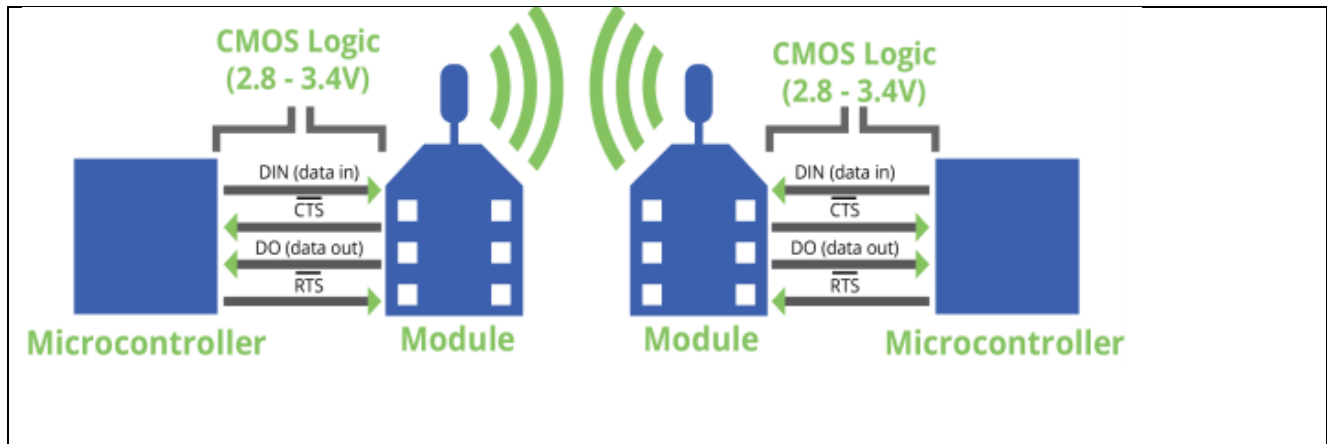 CMOS Logic
(2.8 - 3.4V)
DIN (data in)
CTS
DO (data out)
RTS
Microcontroller
Module
CMOS Logic
(2.8 - 3.4V)
DIN (data in)
CTS
DO (data out)
RTS
Module
Microcontroller